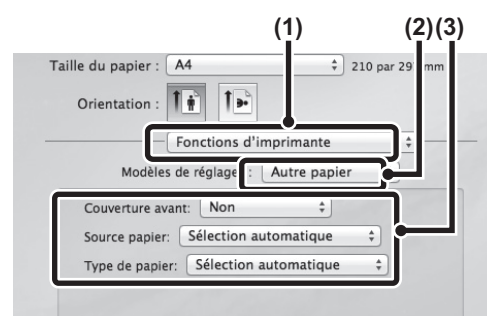 (1) (2)(3)
Taille du papier : A4 210 par 297 mm
Orientation :
Fonctions d'imprimante
Modèles de réglage : Autre papier
Couverture avant: Non
Source papier: Sélection automatique
Type de papier: Sélection automatique